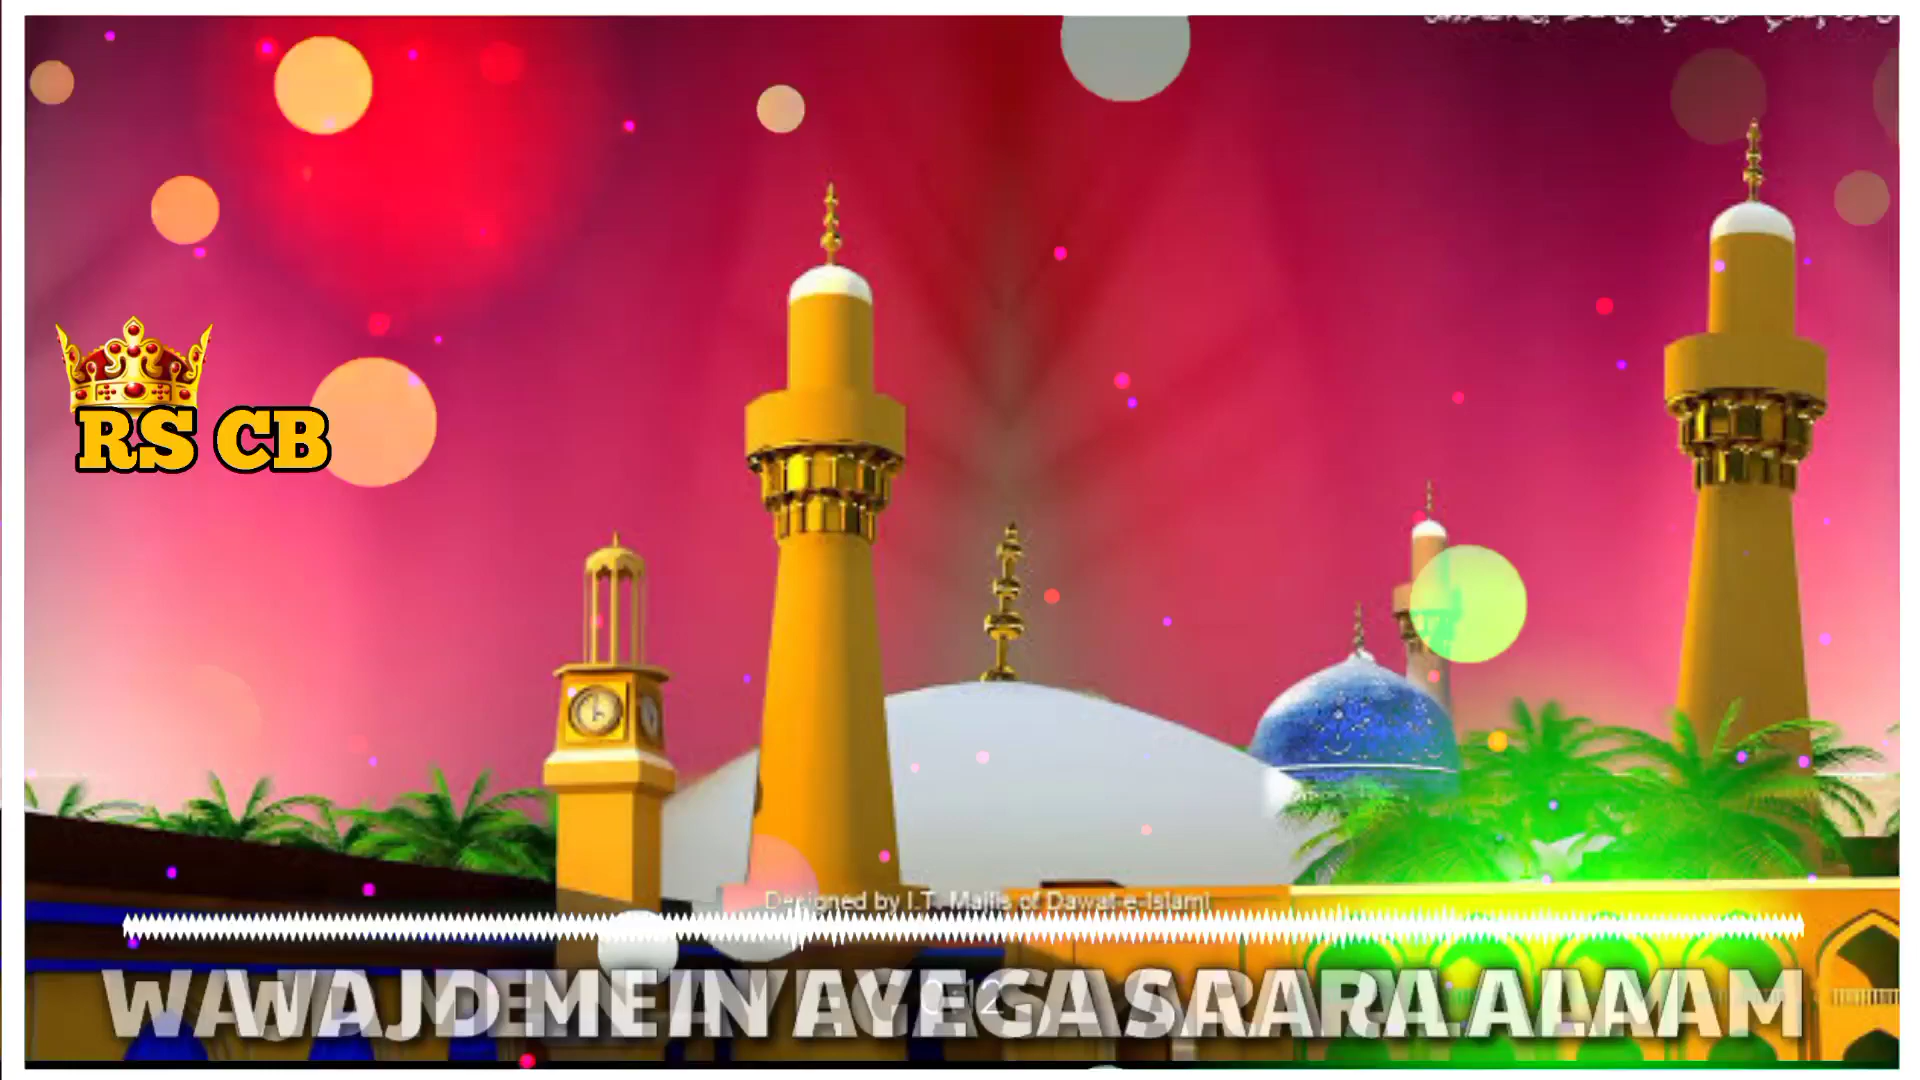 RS CB
Designed by I.T. Majlis of Dawat-e-Islami
WAJD MEIN AYEGA SAARA ALAAM